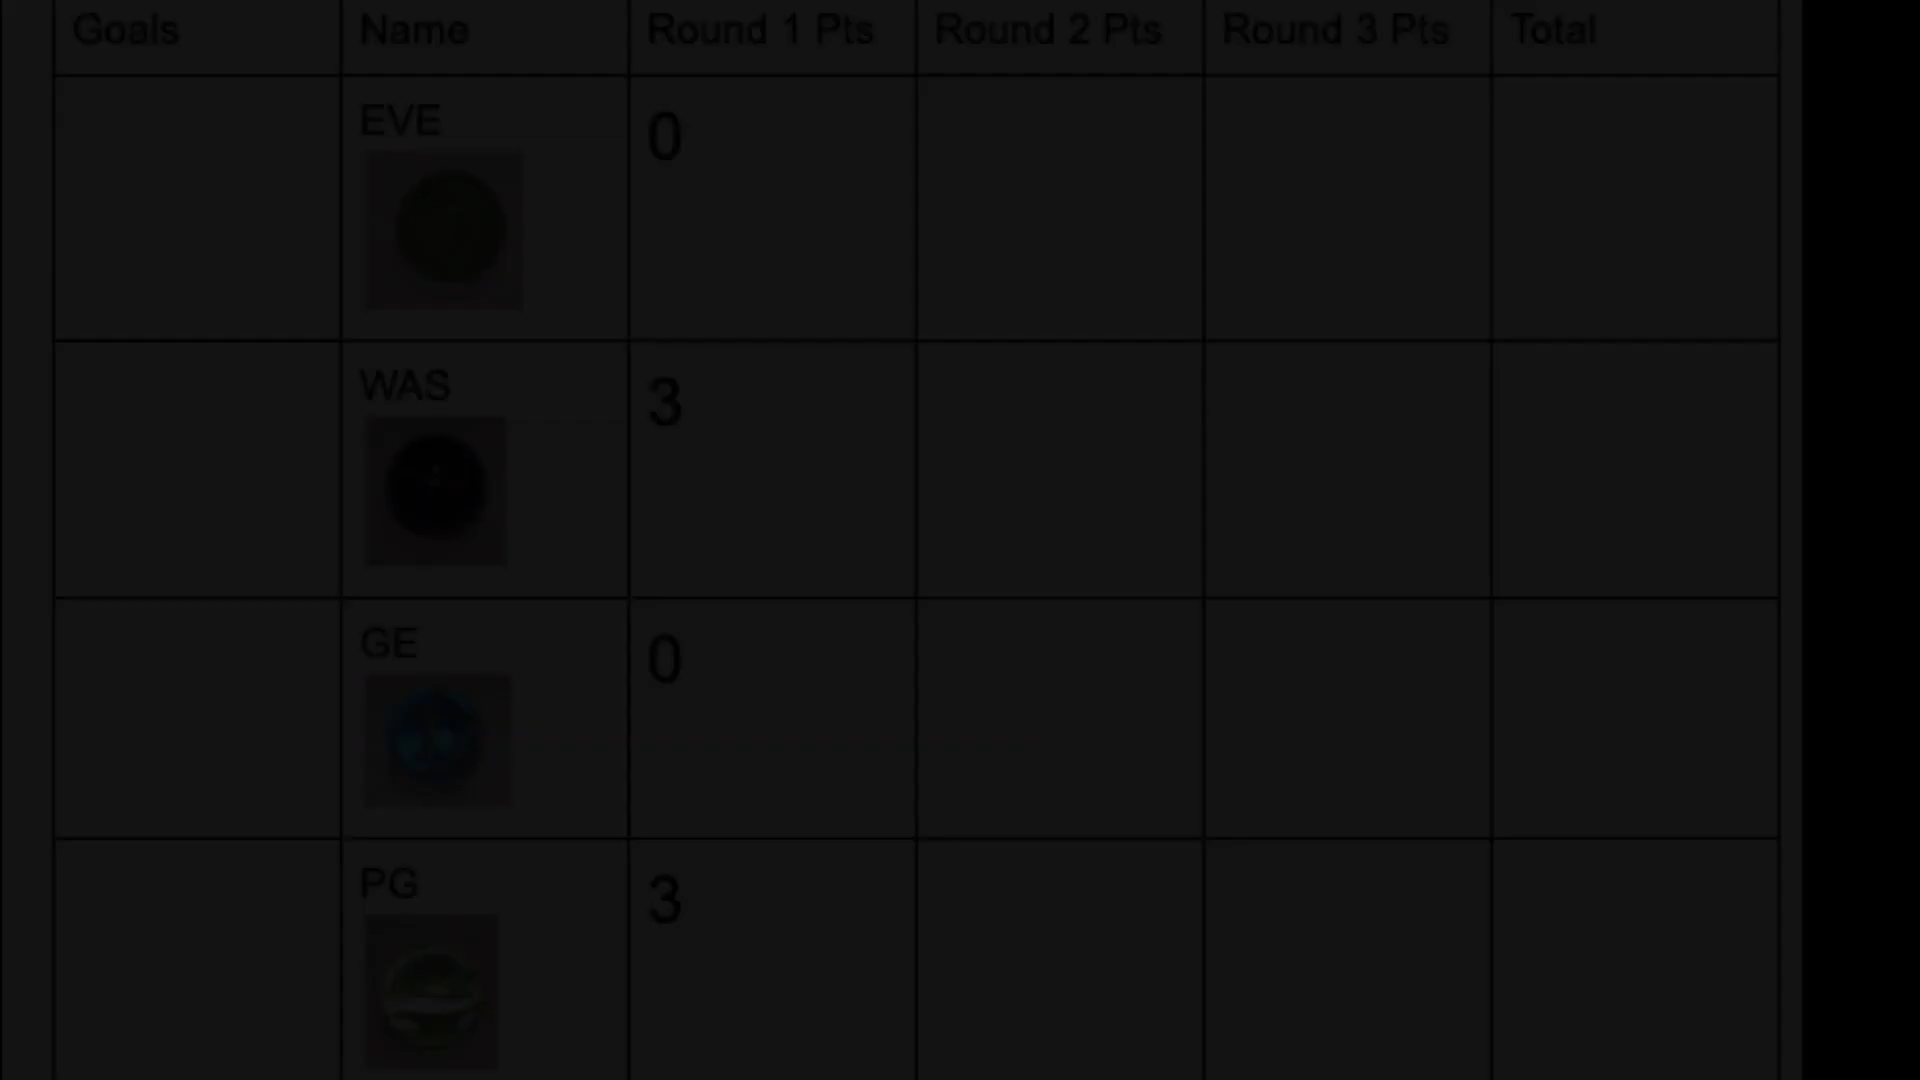 Goals Name Round 1 Pts Round 2 Pts Round 3 Pts Total
EVE 0
WAS 3
GE 0
PG 3